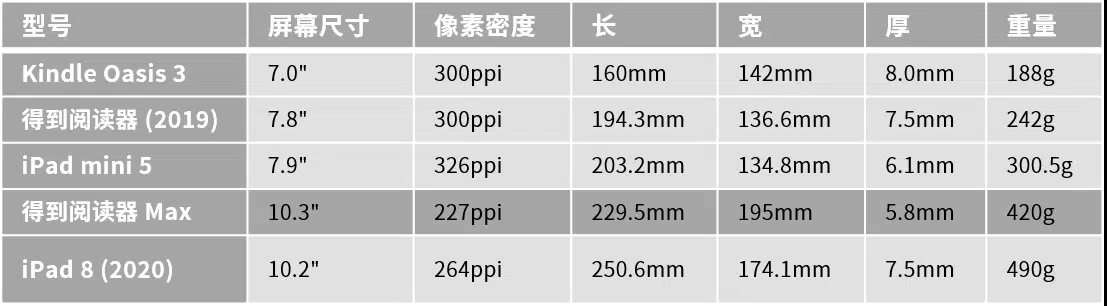 型号 屏幕尺寸 像素密度 长 宽 厚 重量
Kindle Oasis 3 7.0" 300ppi 160mm 142mm 8.0mm 188g
得到阅读器 (2019) 7.8" 300ppi 194.3mm 136.6mm 7.5mm 242g
iPad mini 5 7.9" 326ppi 203.2mm 134.8mm 6.1mm 300.5g
得到阅读器 Max 10.3" 227ppi 229.5mm 195mm 5.8mm 420g
iPad 8 (2020) 10.2" 264ppi 250.6mm 174.1mm 7.5mm 490g